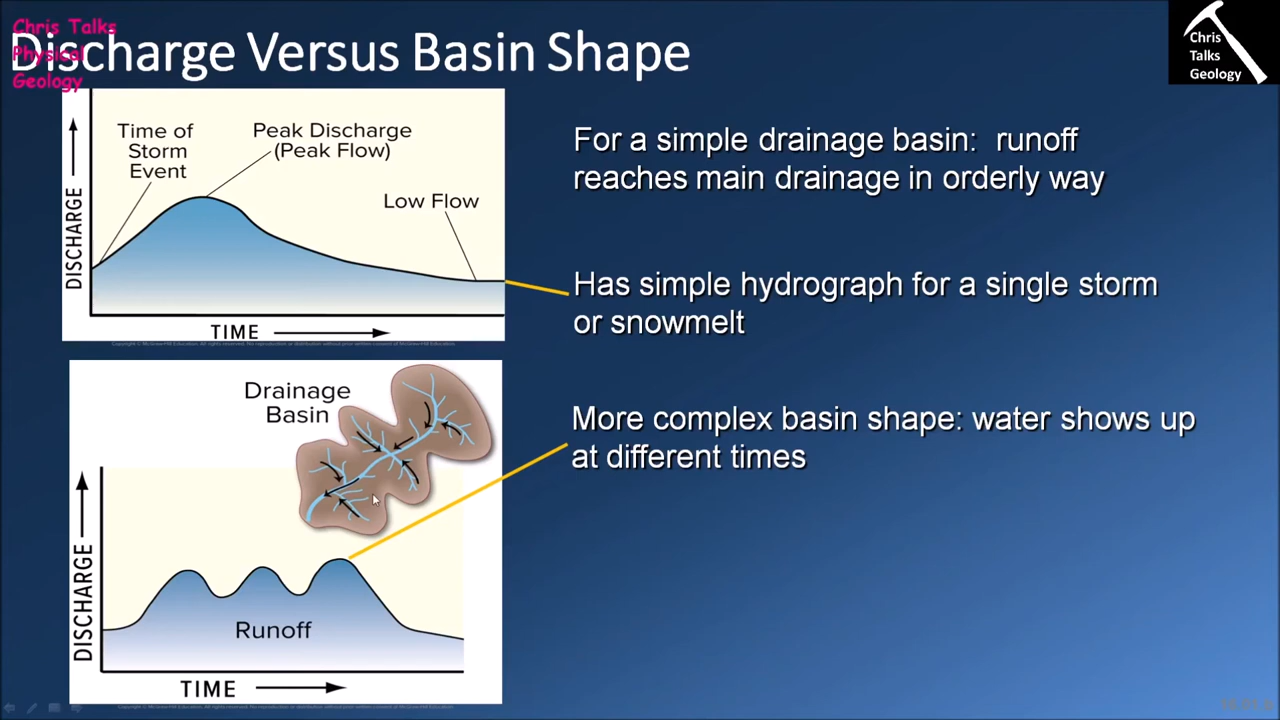 Chris Talks
Physical
Geology
Discharge Versus Basin Shape
Chris
Talks
Geology
Time of
Storm
Event
Peak Discharge
(Peak Flow)
Low Flow
DISCHARGE
TIME
For a simple drainage basin: runoff
reaches main drainage in orderly way
Has simple hydrograph for a single storm
or snowmelt
Drainage
Basin
DISCHARGE
Runoff
TIME
More complex basin shape: water shows up
at different times